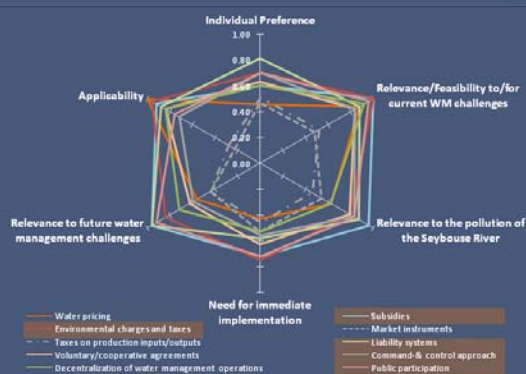 Individual Preference
1.00
0.80
0.60
0.40
0.20
0.00
Relevance/Feasibility to/for
current WM challenges
Relevance to the pollution of
the Seybouse River
Need for immediate
implementation
Relevance to future water
management challenges
Applicability
Water pricing
Environmental charges and taxes
Taxes on production inputs/outputs
Voluntary/cooperative agreements
Decentralization of water management operations
Subsidies
Market instruments
Liability systems
Command-& control approach
Public participation